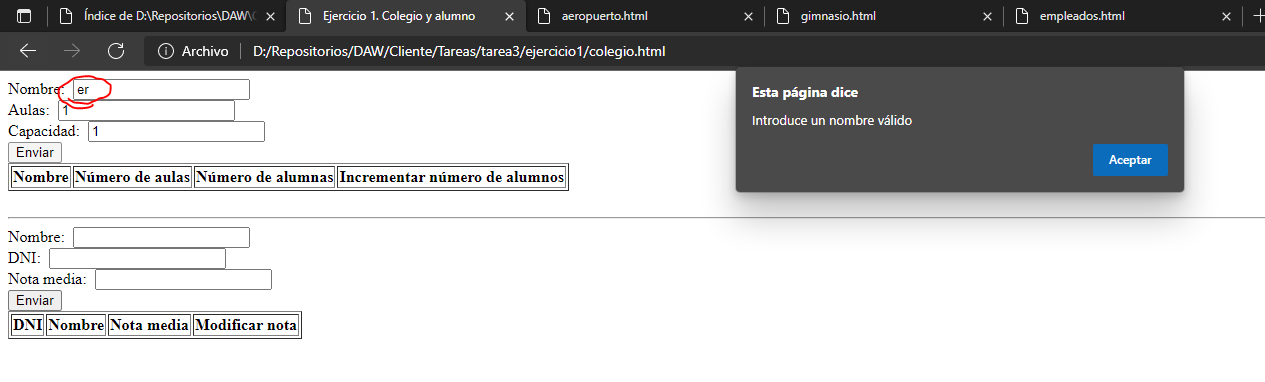 Índice de D:\Repositorios\DAW\
Ejercicio 1. Colegio y alumno
aeropuerto.html
gimnasio.html
empleados.html
Archivo
D:/Repositorios/DAW/Cliente/Tareas/tarea3/ejercicio1/colegio.html
Nombre: er
Aulas: 1
Capacidad: 1
Enviar
Nombre Número de aulas Número de alumnas Incrementar número de alumnos
Esta página dice
Introduce un nombre válido
Aceptar
Nombre:
DNI:
Nota media:
Enviar
DNI Nombre Nota media Modificar nota